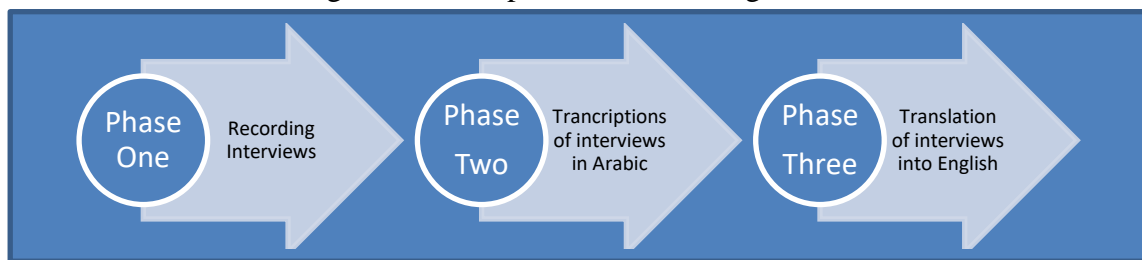 Phase
One
Recording
Interviews
Phase
Two
Trancriptions
of interviews
in Arabic
Phase
Three
Translation
of interviews
into English